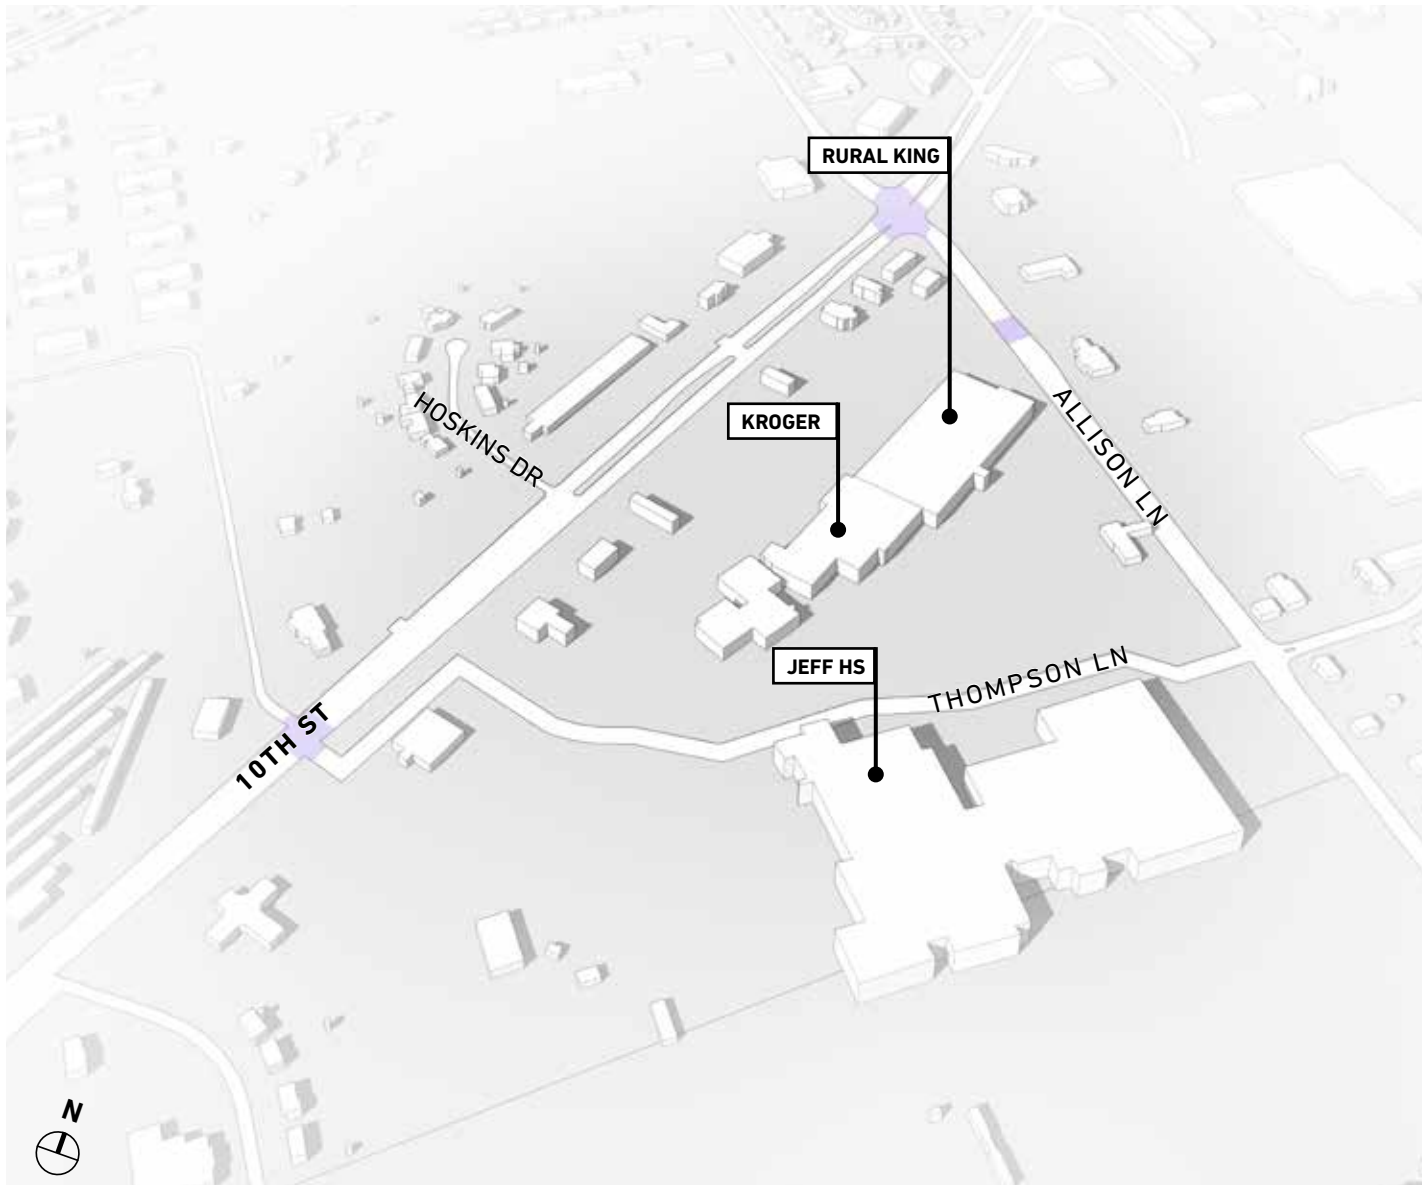 RURAL KING
KROGER
HOSKINS DR
ALLISON LN
JEFF HS
THOMPSON LN
10TH ST
N